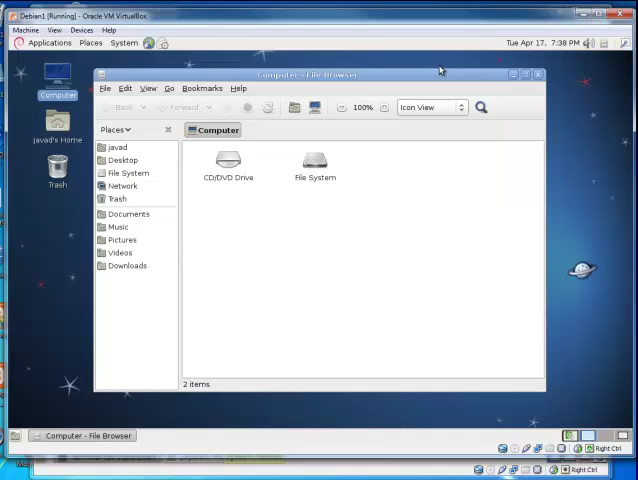 Debian1 [Running] - Oracle VM VirtualBox
Machine View Devices Help
Applications Places System Tue Apr 17, 7:38 PM
Computer - File Browser
File Edit View Go Bookmarks Help
Back Forward 100% Icon View
Places Computer
Computer
javad's Home
Trash
javad
Desktop
File System
Network
Trash
Documents
Music
Pictures
Videos
Downloads
CD/DVD Drive File System
2 items
Computer - File Browser
Right Ctrl
Right Ctrl